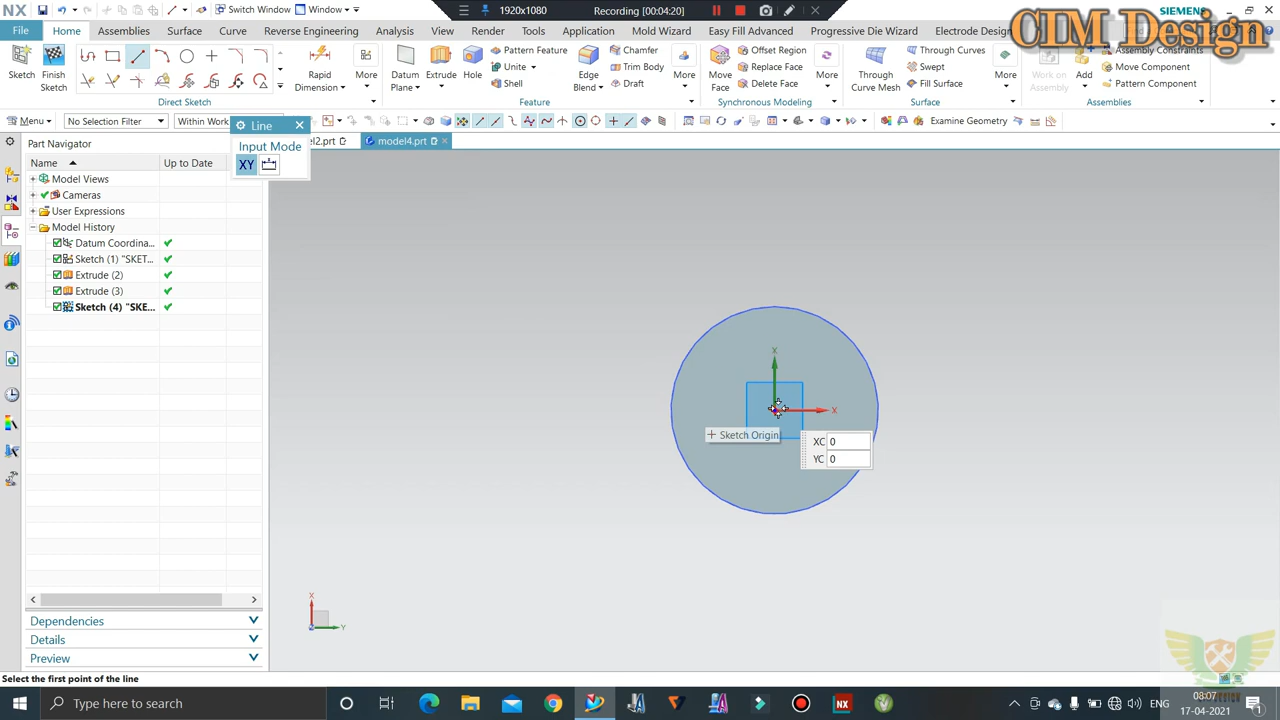 NX
Window
1920x1080
Recording [00:04:20]
SIEMENS
CIM Design
File
Home
Assemblies
Surface
Curve
Reverse Engineering
Analysis
View
Render
Tools
Application
Mold Wizard
Easy Fill Advanced
Progressive Die Wizard
Electrode Design
Sketch
Finish
Sketch
Rapid
Dimension
More
Datum
Plane
Extrude
Hole
Pattern Feature
Unite
Shell
Edge
Blend
Chamfer
Trim Body
Draft
More
Move
Face
Offset Region
Replace Face
Delete Face
More
Through
Curve Mesh
Through Curves
Swept
Fill Surface
More
Work on
Assembly
Add
Assembly Constraints
Move Component
Pattern Component
Direct Sketch
Feature
Synchronous Modeling
Surface
Assemblies
Menu
No Selection Filter
Within Work
Examine Geometry
Line
Input Mode
XY
model4.prt
Part Navigator
Name
Up to Date
Model Views
Cameras
User Expressions
Model History
Datum Coordina...
Sketch (1) "SKET...
Extrude (2)
Extrude (3)
Sketch (4) "SKE...
X
X
Sketch Origin
XC 0
YC 0
X
Y
Dependencies
Details
Preview
Select the first point of the line
Type here to search
ENG
08:07
17-04-2021